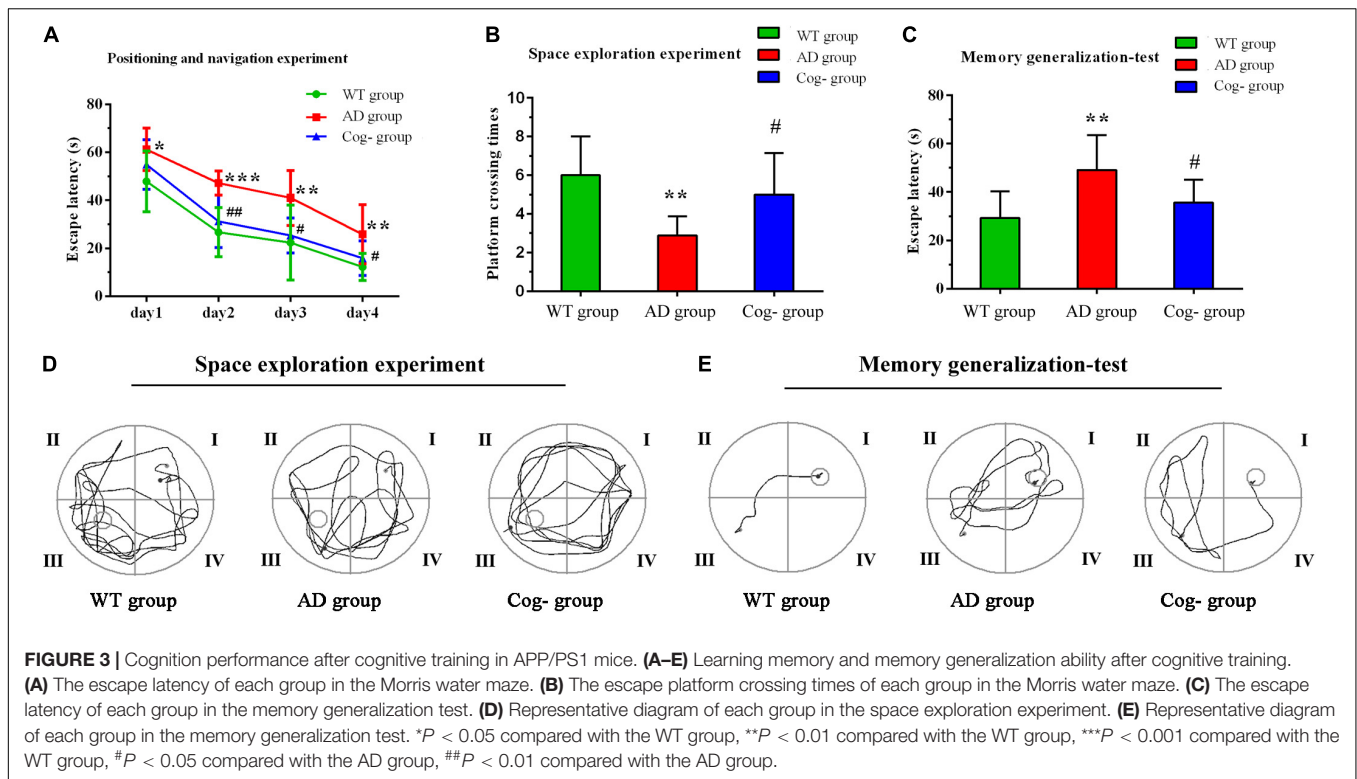 A
Positioning and navigation experiment
WT group
AD group
Cog- group
Escape latency (s)
80
60
40
20
0
*
***
**
**
##
#
#
day1 day2 day3 day4
B
Space exploration experiment
WT group
AD group
Cog- group
Platform crossing times
8
6
4
2
0
**
#
WT group AD group Cog- group
C
Memory generalization-test
WT group
AD group
Cog- group
Escape latency (s)
80
60
40
20
0
**
#
WT group AD group Cog- group
D
Space exploration experiment
II I
III IV
WT group
II I
III IV
AD group
II I
III IV
Cog- group
E
Memory generalization-test
II I
III IV
WT group
II I
III IV
AD group
II I
III IV
Cog- group
FIGURE 3 | Cognition performance after cognitive training in APP/PS1 mice. (A–E) Learning memory and memory generalization ability after cognitive training.
(A) The escape latency of each group in the Morris water maze. (B) The escape platform crossing times of each group in the Morris water maze. (C) The escape
latency of each group in the memory generalization test. (D) Representative diagram of each group in the space exploration experiment. (E) Representative diagram
of each group in the memory generalization test. *P < 0.05 compared with the WT group, **P < 0.01 compared with the WT group, ***P < 0.001 compared with the
WT group, #P < 0.05 compared with the AD group, ##P < 0.01 compared with the AD group.